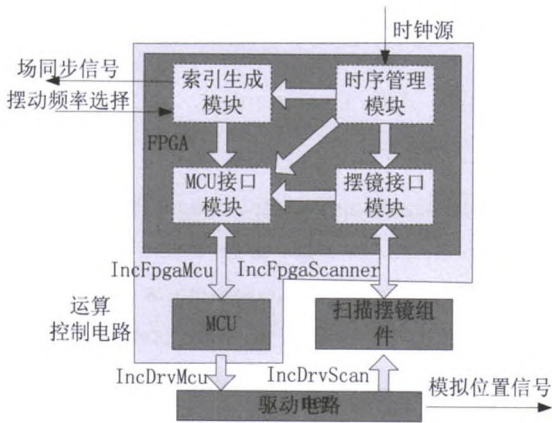 时钟源
场同步信号
摆动频率选择
索引生成
模块
时序管理
模块
FPGA
MCU接口
模块
摆镜接口
模块
IncFpgaMcu
IncFpgaScanner
运算
控制电路
MCU
扫描摆镜组
件
IncDrvMcu
IncDrvScan
驱动电路
模拟位置信号